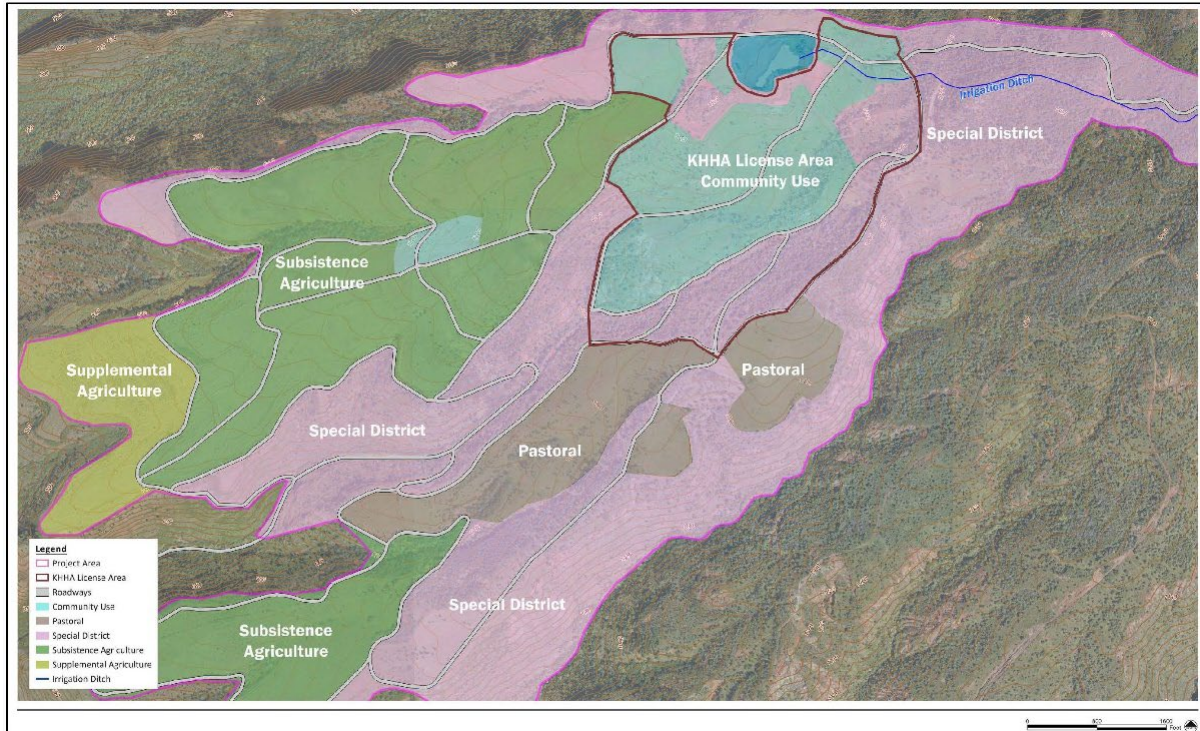 Irrigation Ditch
Special District
KHHA License Area
Community Use
Subsistence
Agriculture
Supplemental
Agriculture
Pastoral
Special District
Pastoral
Special District
Subsistence
Agriculture
Legend
Project Area
KHHA License Area
Roadways
Community Use
Pastoral
Special District
Subsistence Agriculture
Supplemental Agriculture
Irrigation Ditch
0 800 1600
Feet